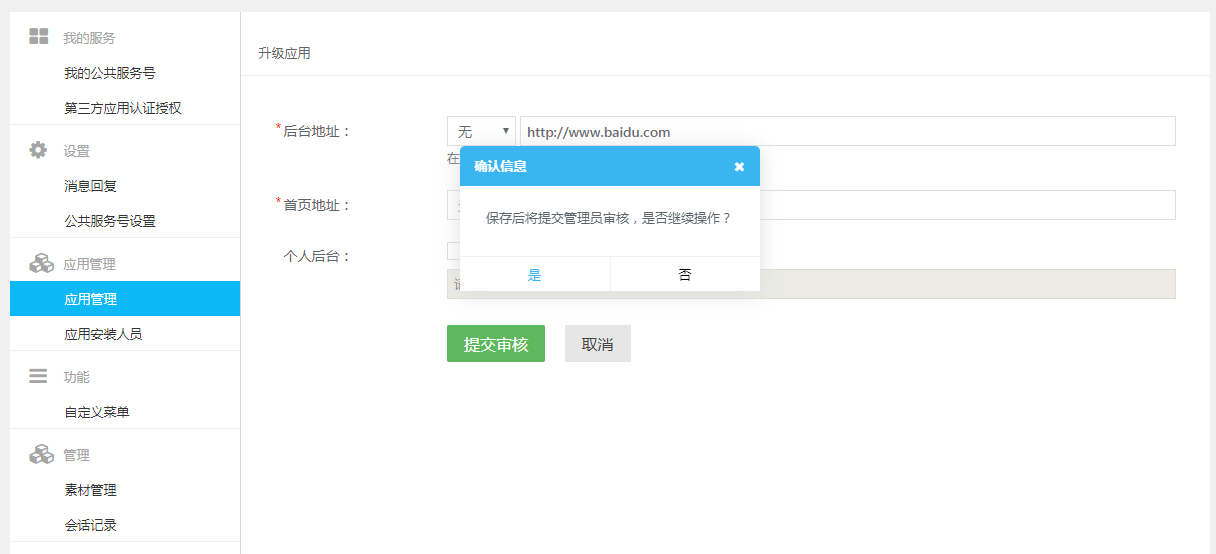 我的服务
我的公共服务号
第三方应用认证授权
设置
消息回复
公共服务号设置
应用管理
应用管理
应用安装人员
功能
自定义菜单
管理
素材管理
会话记录
升级应用
*后台地址：
无 ▼ http://www.baidu.com
在
确认信息 ✖
保存后将提交管理员审核，是否继续操作？
是 否
*首页地址：
个人后台：
提交审核 取消